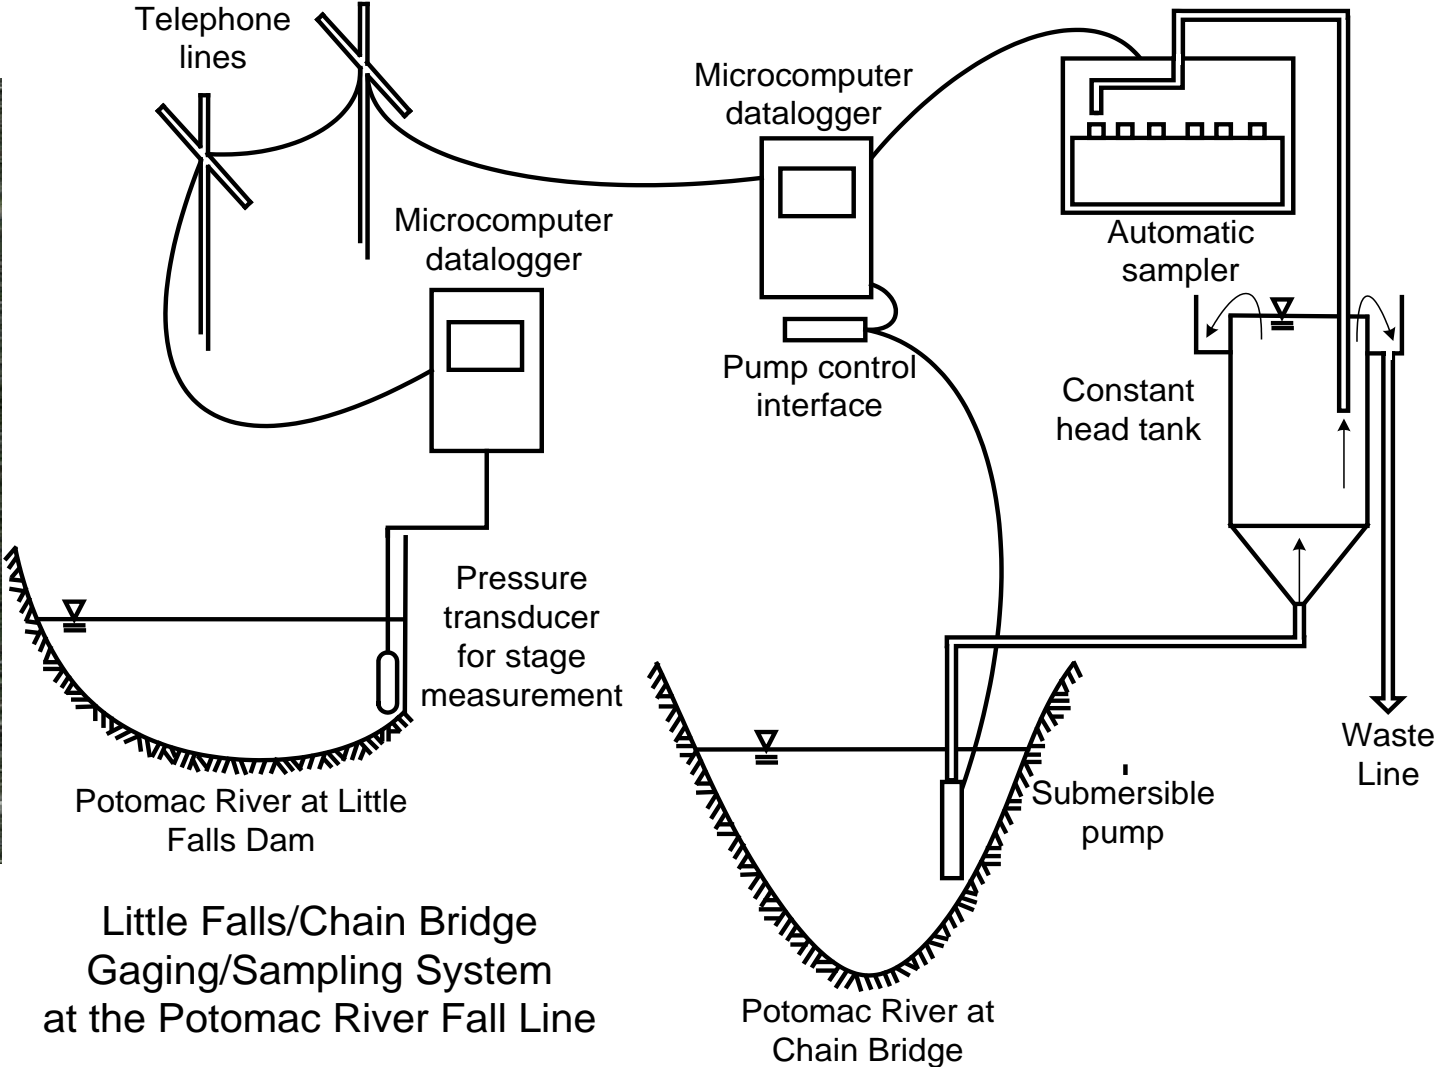 Telephone
lines
Microcomputer
datalogger
Microcomputer
datalogger
Automatic
sampler
Pump control
interface
Constant
head tank
Pressure
transducer
for stage
measurement
Waste
Line
Submersible
pump
Potomac River at Little
Falls Dam
Potomac River at
Chain Bridge
Little Falls/Chain Bridge
Gaging/Sampling System
at the Potomac River Fall Line